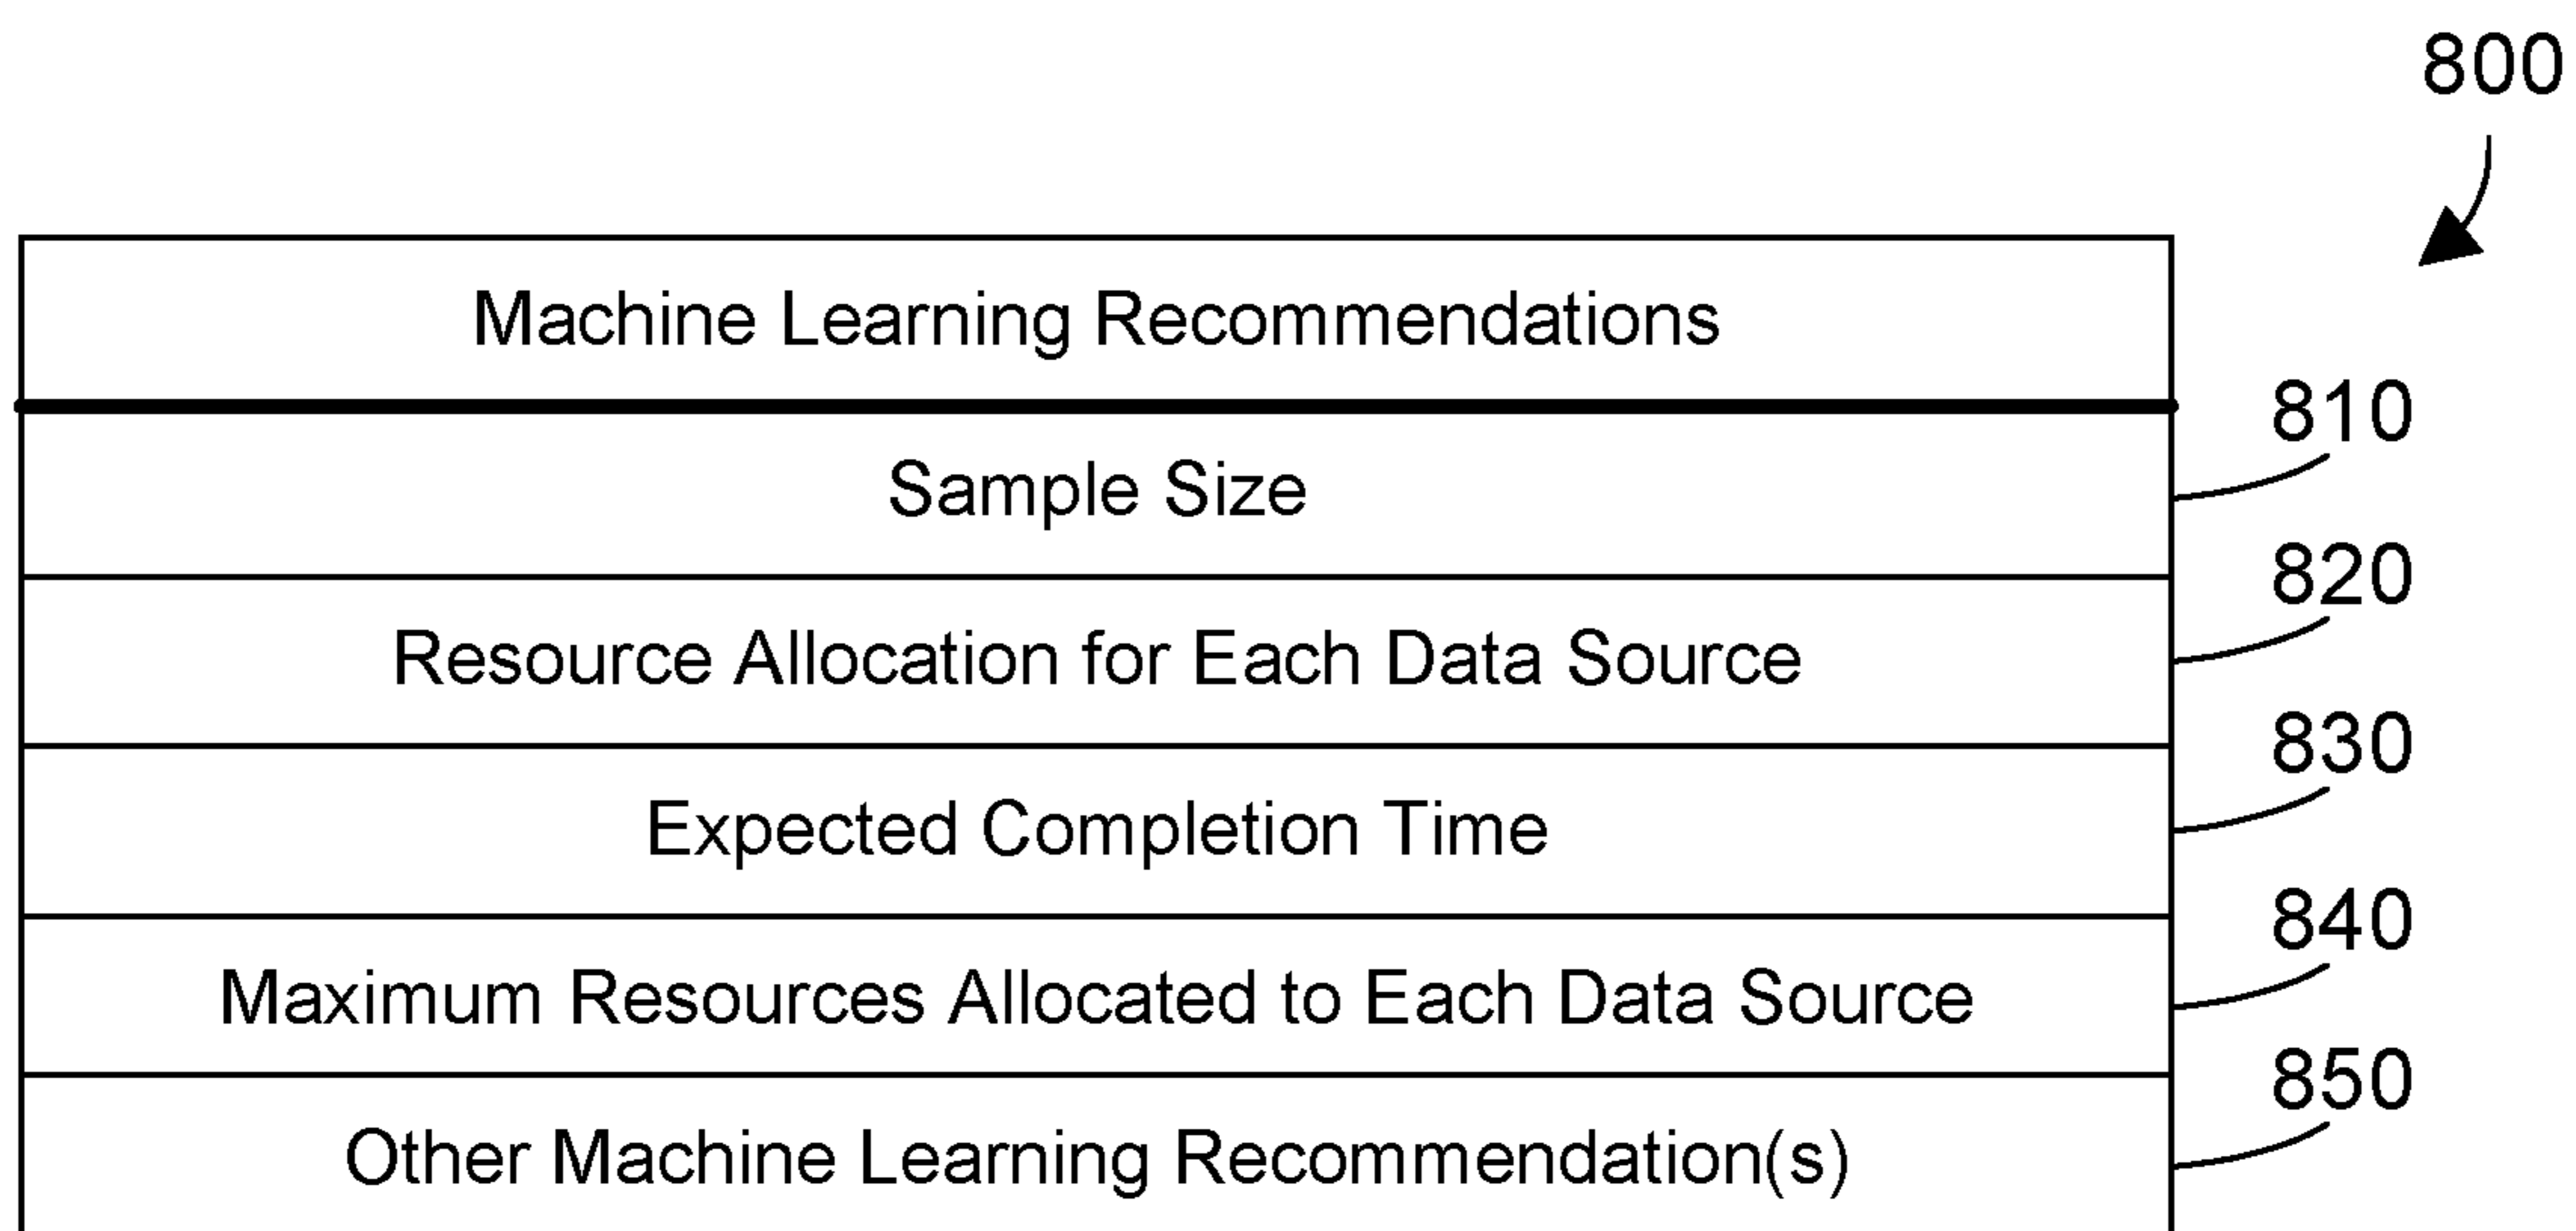 800
Machine Learning Recommendations
810
Sample Size
820
Resource Allocation for Each Data Source
830
Expected Completion Time
840
Maximum Resources Allocated to Each Data Source
850
Other Machine Learning Recommendation(s)